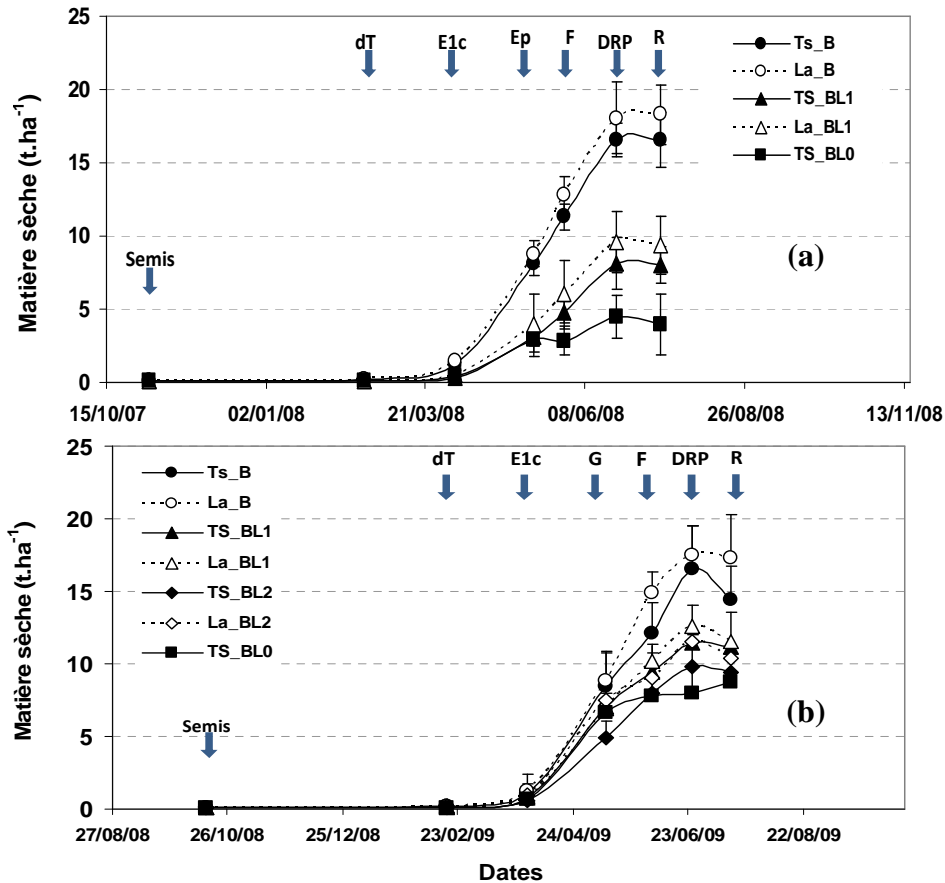 25
20
15
10
5
0
Matière sèche (t.ha⁻¹)
dT E1c Ep F DRP R
Semis
Ts_B
La_B
TS_BL1
La_BL1
TS_BL0
(a)
15/10/07 02/01/08 21/03/08 08/06/08 26/08/08 13/11/08
25
20
15
10
5
0
Matière sèche (t.ha⁻¹)
dT E1c G F DRP R
Ts_B
La_B
TS_BL1
La_BL1
TS_BL2
La_BL2
TS_BL0
Semis
(b)
27/08/08 26/10/08 25/12/08 23/02/09 24/04/09 23/06/09 22/08/09
Dates